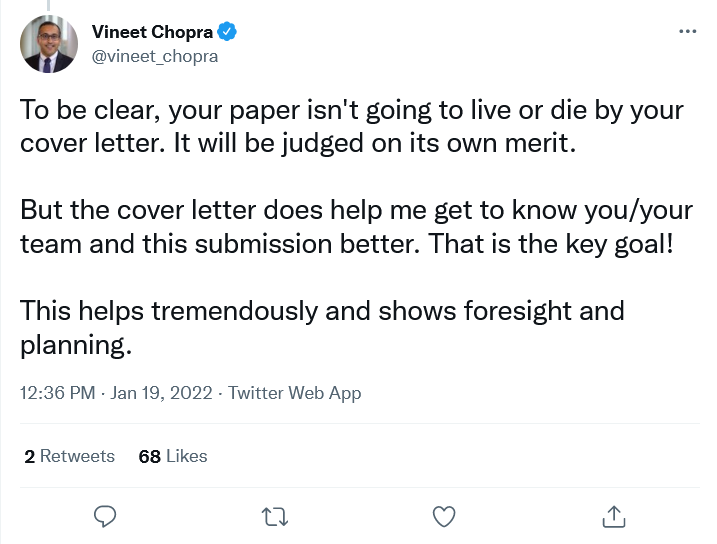 Vineet Chopra
@vineet_chopra
To be clear, your paper isn't going to live or die by your
cover letter. It will be judged on its own merit.
But the cover letter does help me get to know you/your
team and this submission better. That is the key goal!
This helps tremendously and shows foresight and
planning.
12:36 PM · Jan 19, 2022 · Twitter Web App
2 Retweets 68 Likes